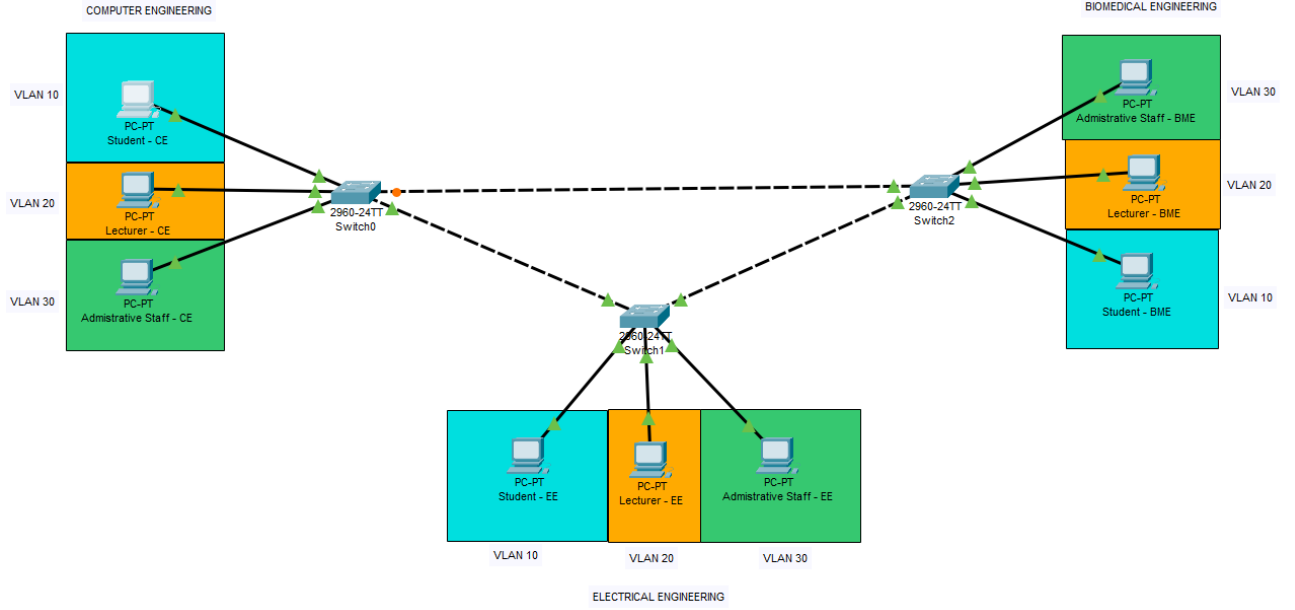 COMPUTER ENGINEERING
VLAN 10
PC-PT
Student - CE
VLAN 20
PC-PT
Lecturer - CE
VLAN 30
PC-PT
Admistrative Staff - CE
2960-24TT
Switch0
BIOMEDICAL ENGINEERING
PC-PT
Admistrative Staff - BME
VLAN 30
PC-PT
Lecturer - BME
VLAN 20
PC-PT
Student - BME
VLAN 10
2960-24TT
Switch2
2960-24TT
Switch1
PC-PT
Student - EE
PC-PT
Lecturer - EE
PC-PT
Admistrative Staff - EE
VLAN 10
VLAN 20
VLAN 30
ELECTRICAL ENGINEERING